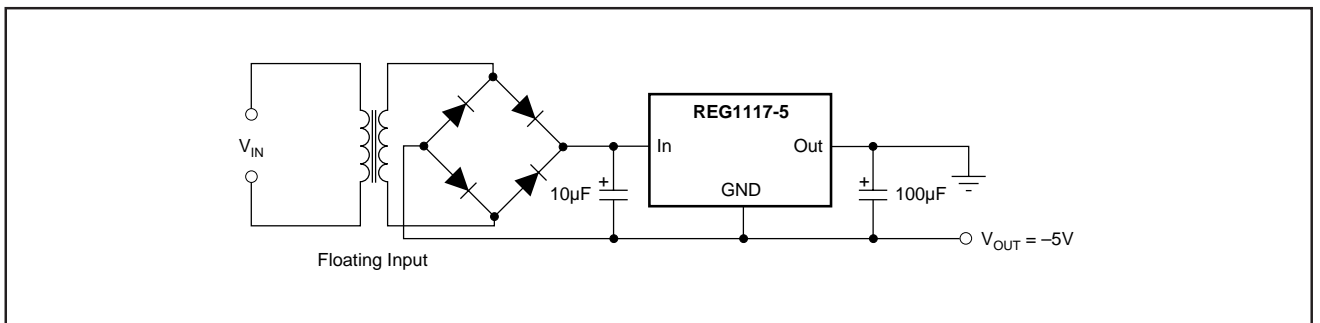 REG1117-5
V_IN
In
Out
GND
+
10µF
+
100µF
V_OUT = –5V
Floating Input